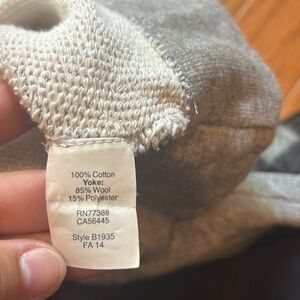 100% Cotton
Yoke:
85% Wool
15% Polyester
RN77388
CA56445
Style B1935
FA 14